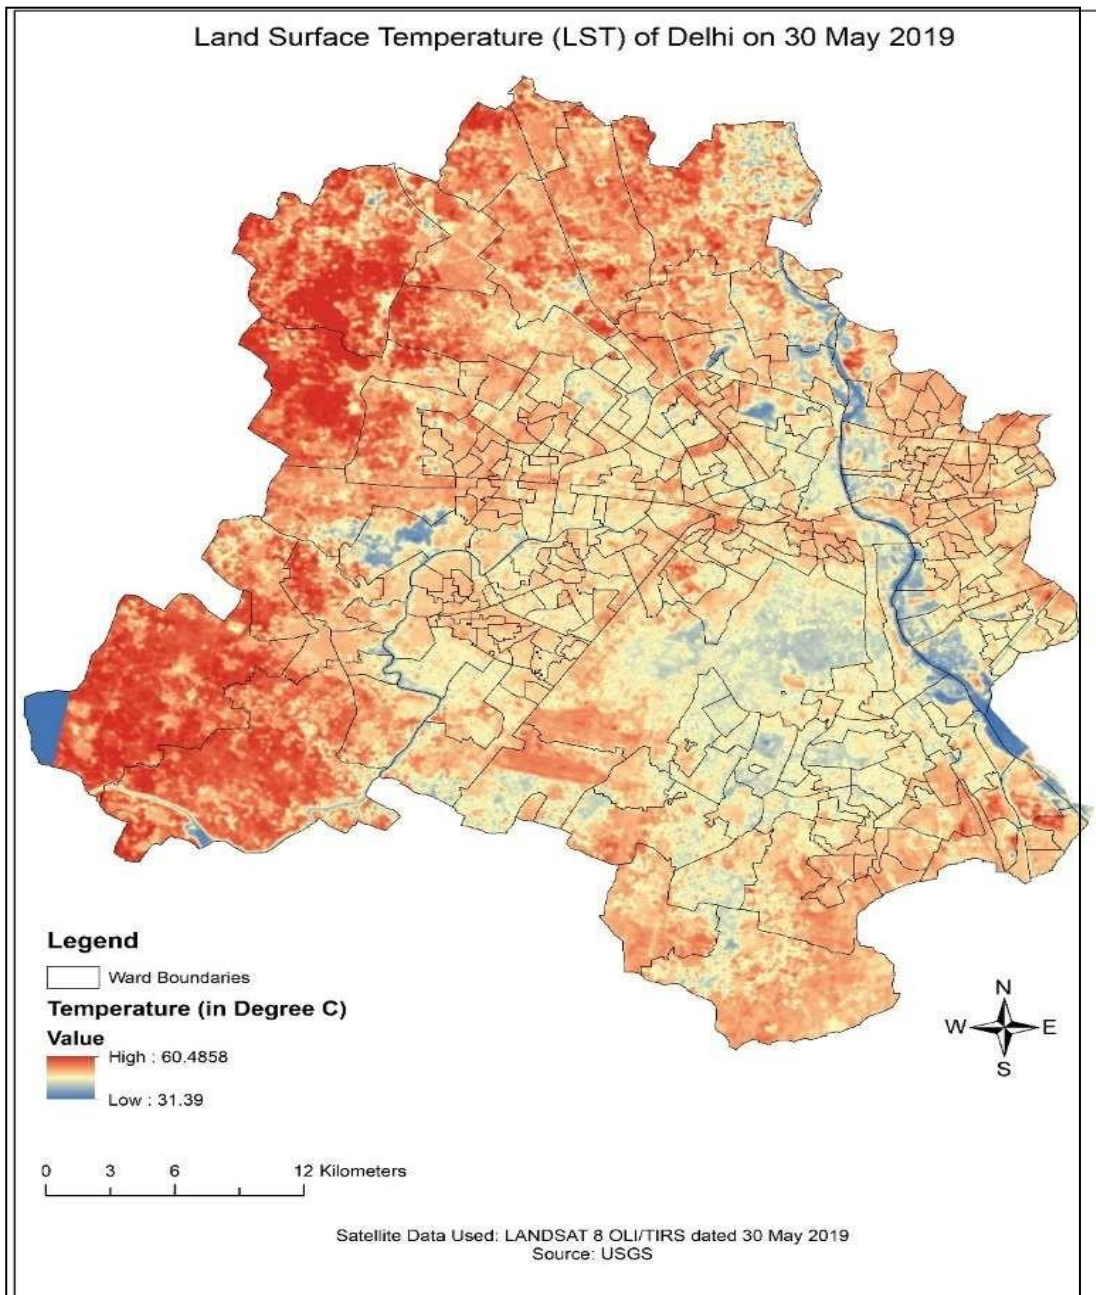 Land Surface Temperature (LST) of Delhi on 30 May 2019
Legend
Ward Boundaries
Temperature (in Degree C)
Value
High : 60.4858
Low : 31.39
N
W E
S
0 3 6 12 Kilometers
Satellite Data Used: LANDSAT 8 OLI/TIRS dated 30 May 2019
Source: USGS